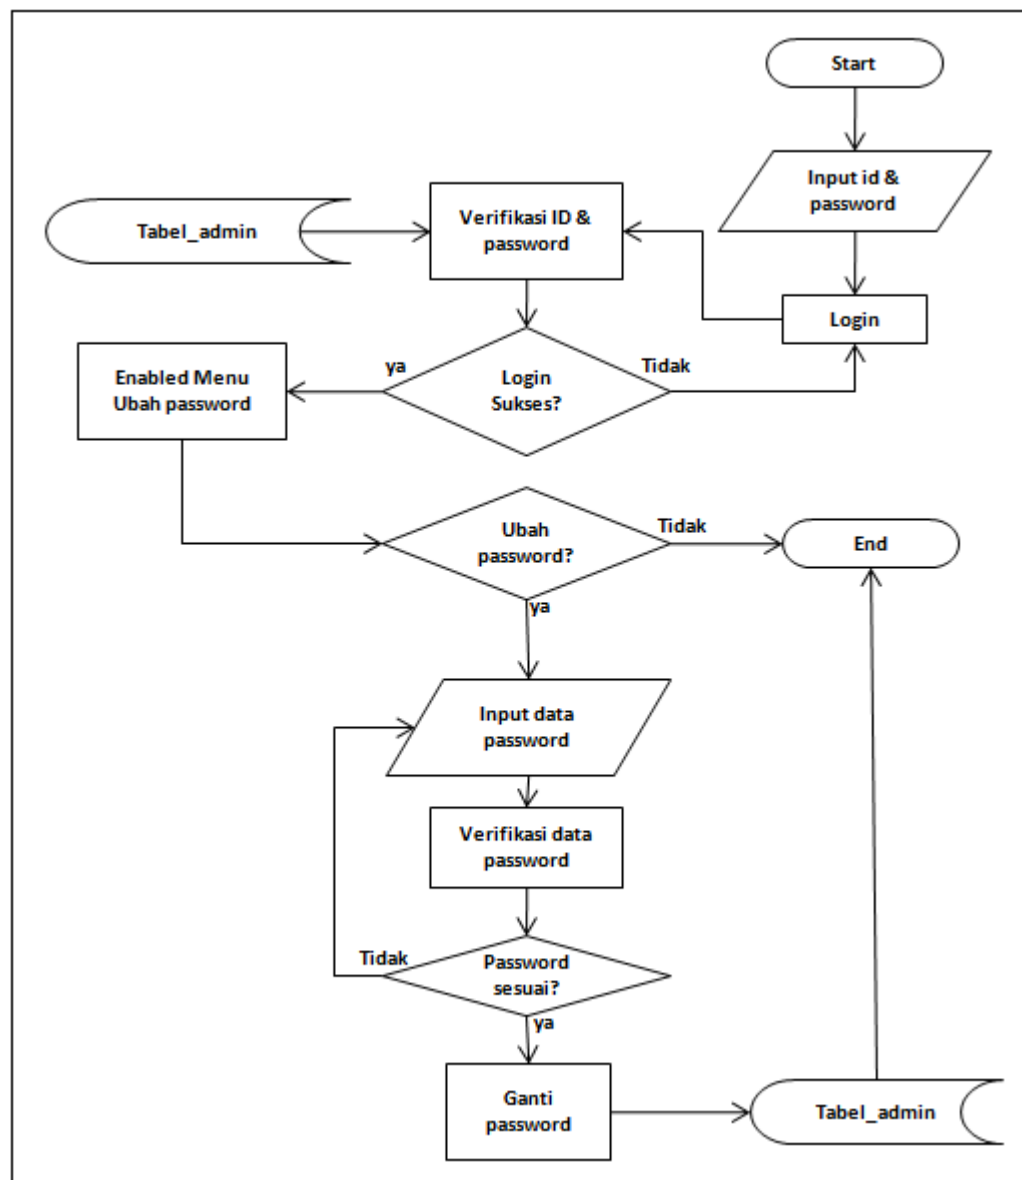 Start
Input id &
password
Tabel_admin
Verifikasi ID &
password
Login
ya
Tidak
Enabled Menu
Ubah password
Login
Sukses?
Ubah
password?
Tidak
End
ya
Input data
password
Verifikasi data
password
Tidak
Password
sesuai?
ya
Ganti
password
Tabel_admin